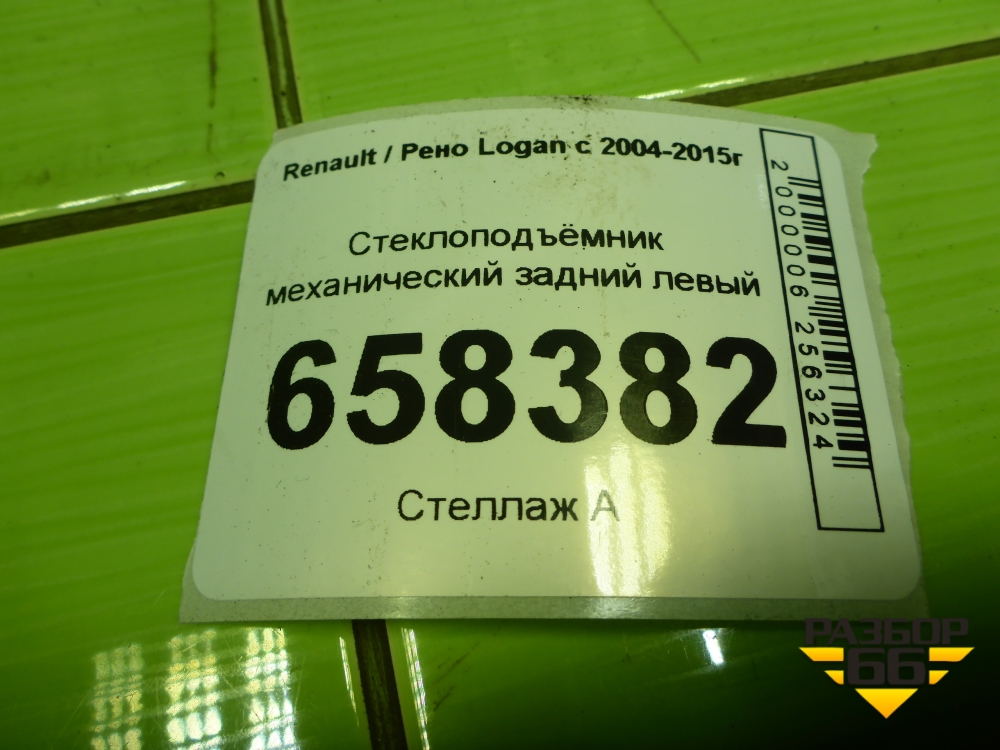 Renault / Рено Logan с 2004-2015г
Стеклоподъёмник
механический задний левый
658382
Стеллаж А
2000006256324
РАЗБОР
66